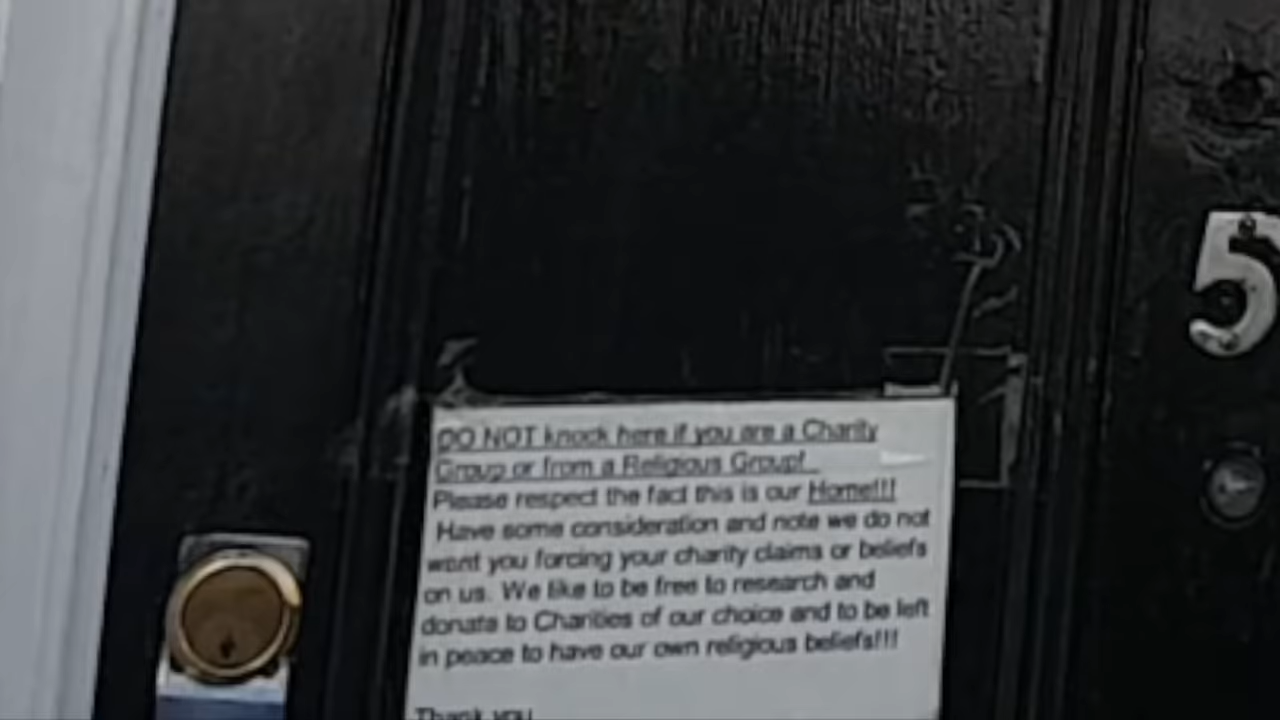 5
DO NOT knock here if you are a Charity
Group or from a Religious Group!
Please respect the fact this is our Home!!!
Have some consideration and note we do not
want you forcing your charity claims or beliefs
on us. We like to be free to research and
donate to Charities of our choice and to be left
in peace to have our own religious beliefs!!!
Thank you